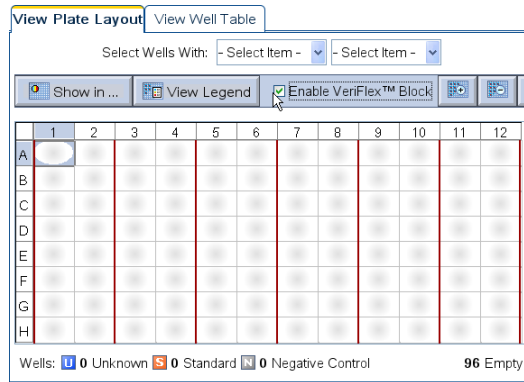 View Plate Layout View Well Table
Select Wells With: - Select Item - - Select Item -
Show in ... View Legend Enable VeriFlex™ Block
1 2 3 4 5 6 7 8 9 10 11 12
A
B
C
D
E
F
G
H
Wells: U 0 Unknown S 0 Standard N 0 Negative Control 96 Empty